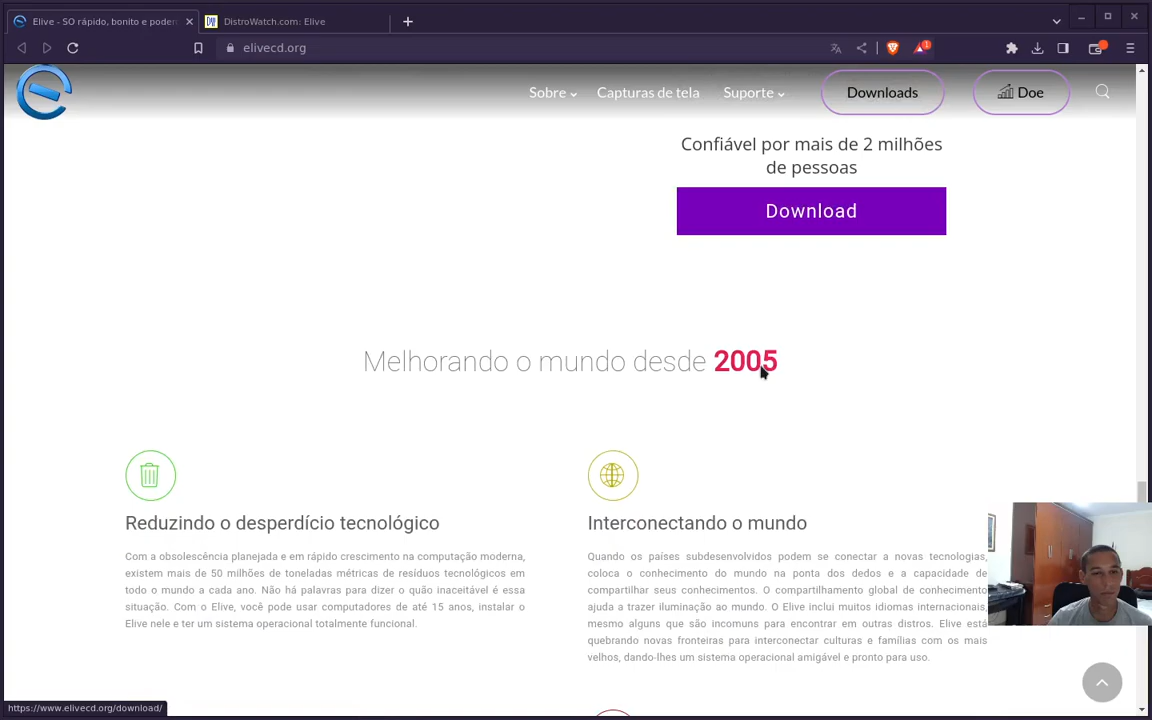 Elive - SO rápido, bonito e poder
DistroWatch.com: Elive
elivecd.org
1
Sobre
Capturas de tela
Suporte
Downloads
Doe
Confiável por mais de 2 milhões
de pessoas
Download
Melhorando o mundo desde 2005
Reduzindo o desperdício tecnológico
Com a obsolescência planejada e em rápido crescimento na computação moderna,
existem mais de 50 milhões de toneladas métricas de resíduos tecnológicos em
todo o mundo a cada ano. Não há palavras para dizer o quão inaceitável é essa
situação. Com o Elive, você pode usar computadores de até 15 anos, instalar o
Elive nele e ter um sistema operacional totalmente funcional.
Interconectando o mundo
Quando os países subdesenvolvidos podem se conectar a novas tecnologias,
coloca o conhecimento do mundo na ponta dos dedos e a capacidade de
compartilhar seus conhecimentos. O compartilhamento global de conhecimento
ajuda a trazer iluminação ao mundo. O Elive inclui muitos idiomas internacionais,
mesmo alguns que são incomuns para encontrar em outras distros. Elive está
quebrando novas fronteiras para interconectar culturas e famílias com os mais
velhos, dando-lhes um sistema operacional amigável e pronto para uso.
https://www.elivecd.org/download/